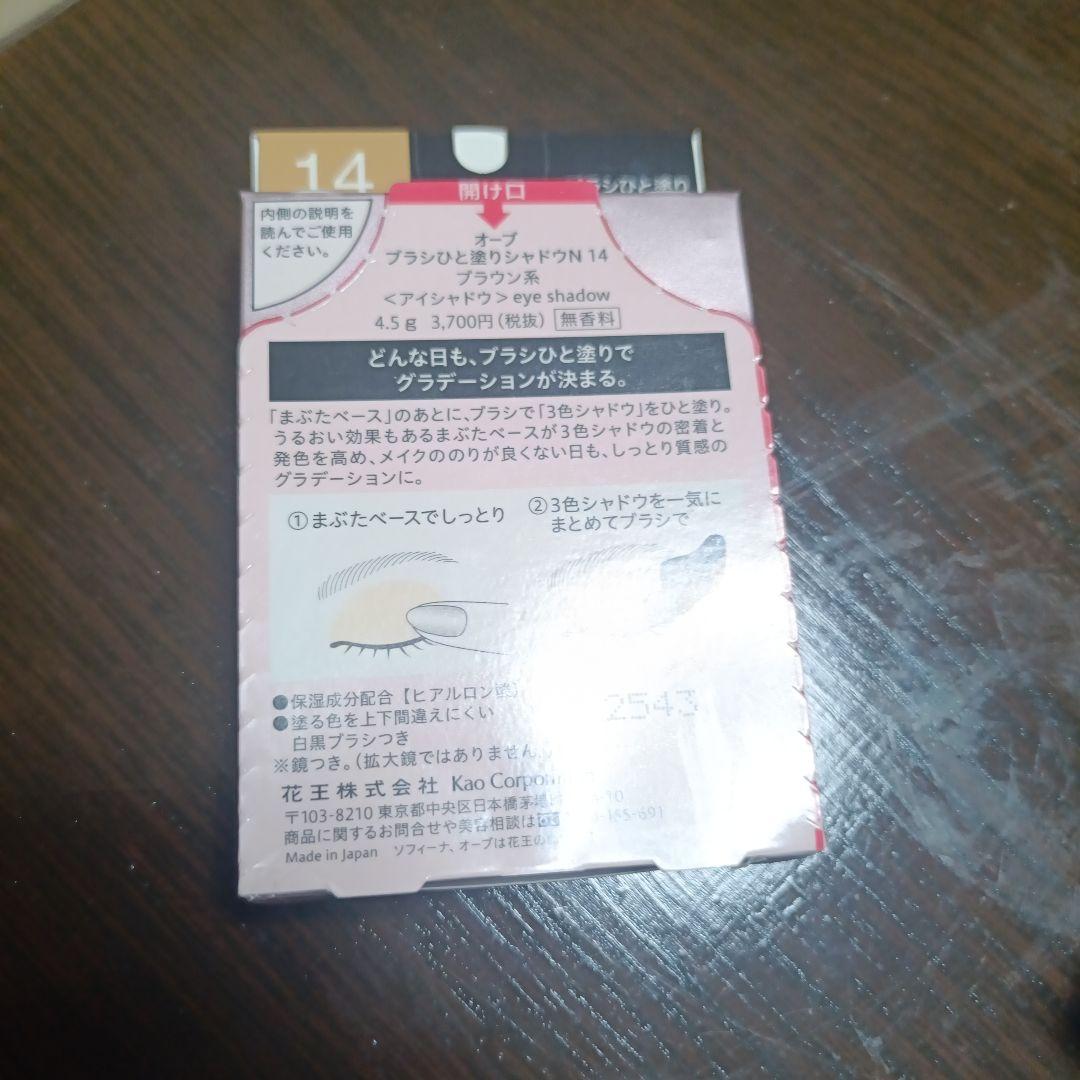 14
ブラシひと塗り
開け口
内側の説明を
読んでご使用
ください。
オーブ
ブラシひと塗りシャドウN 14
ブラウン系
＜アイシャドウ＞eye shadow
4.5g 3,700円(税抜) 無香料
どんな日も、ブラシひと塗りで
グラデーションが決まる。
「まぶたベース」のあとに、ブラシで「3色シャドウ」をひと塗り。
うるおい効果もあるまぶたベースが3色シャドウの密着と
発色を高め、メイクののりが良くない日も、しっとり質感の
グラデーションに。
①まぶたベースでしっとり
②3色シャドウを一気に
まとめてブラシで
●保湿成分配合【ヒアルロン
2543
●塗る色を上下間違えにくい
白黒ブラシつき
※鏡つき。(拡大鏡ではありません。)
花王株式会社 Kao
〒103-8210 東京都中央区日本橋茅場
商品に関するお問合せや美容相談は
Made in Japan ソフィーナ、オーブは花王の